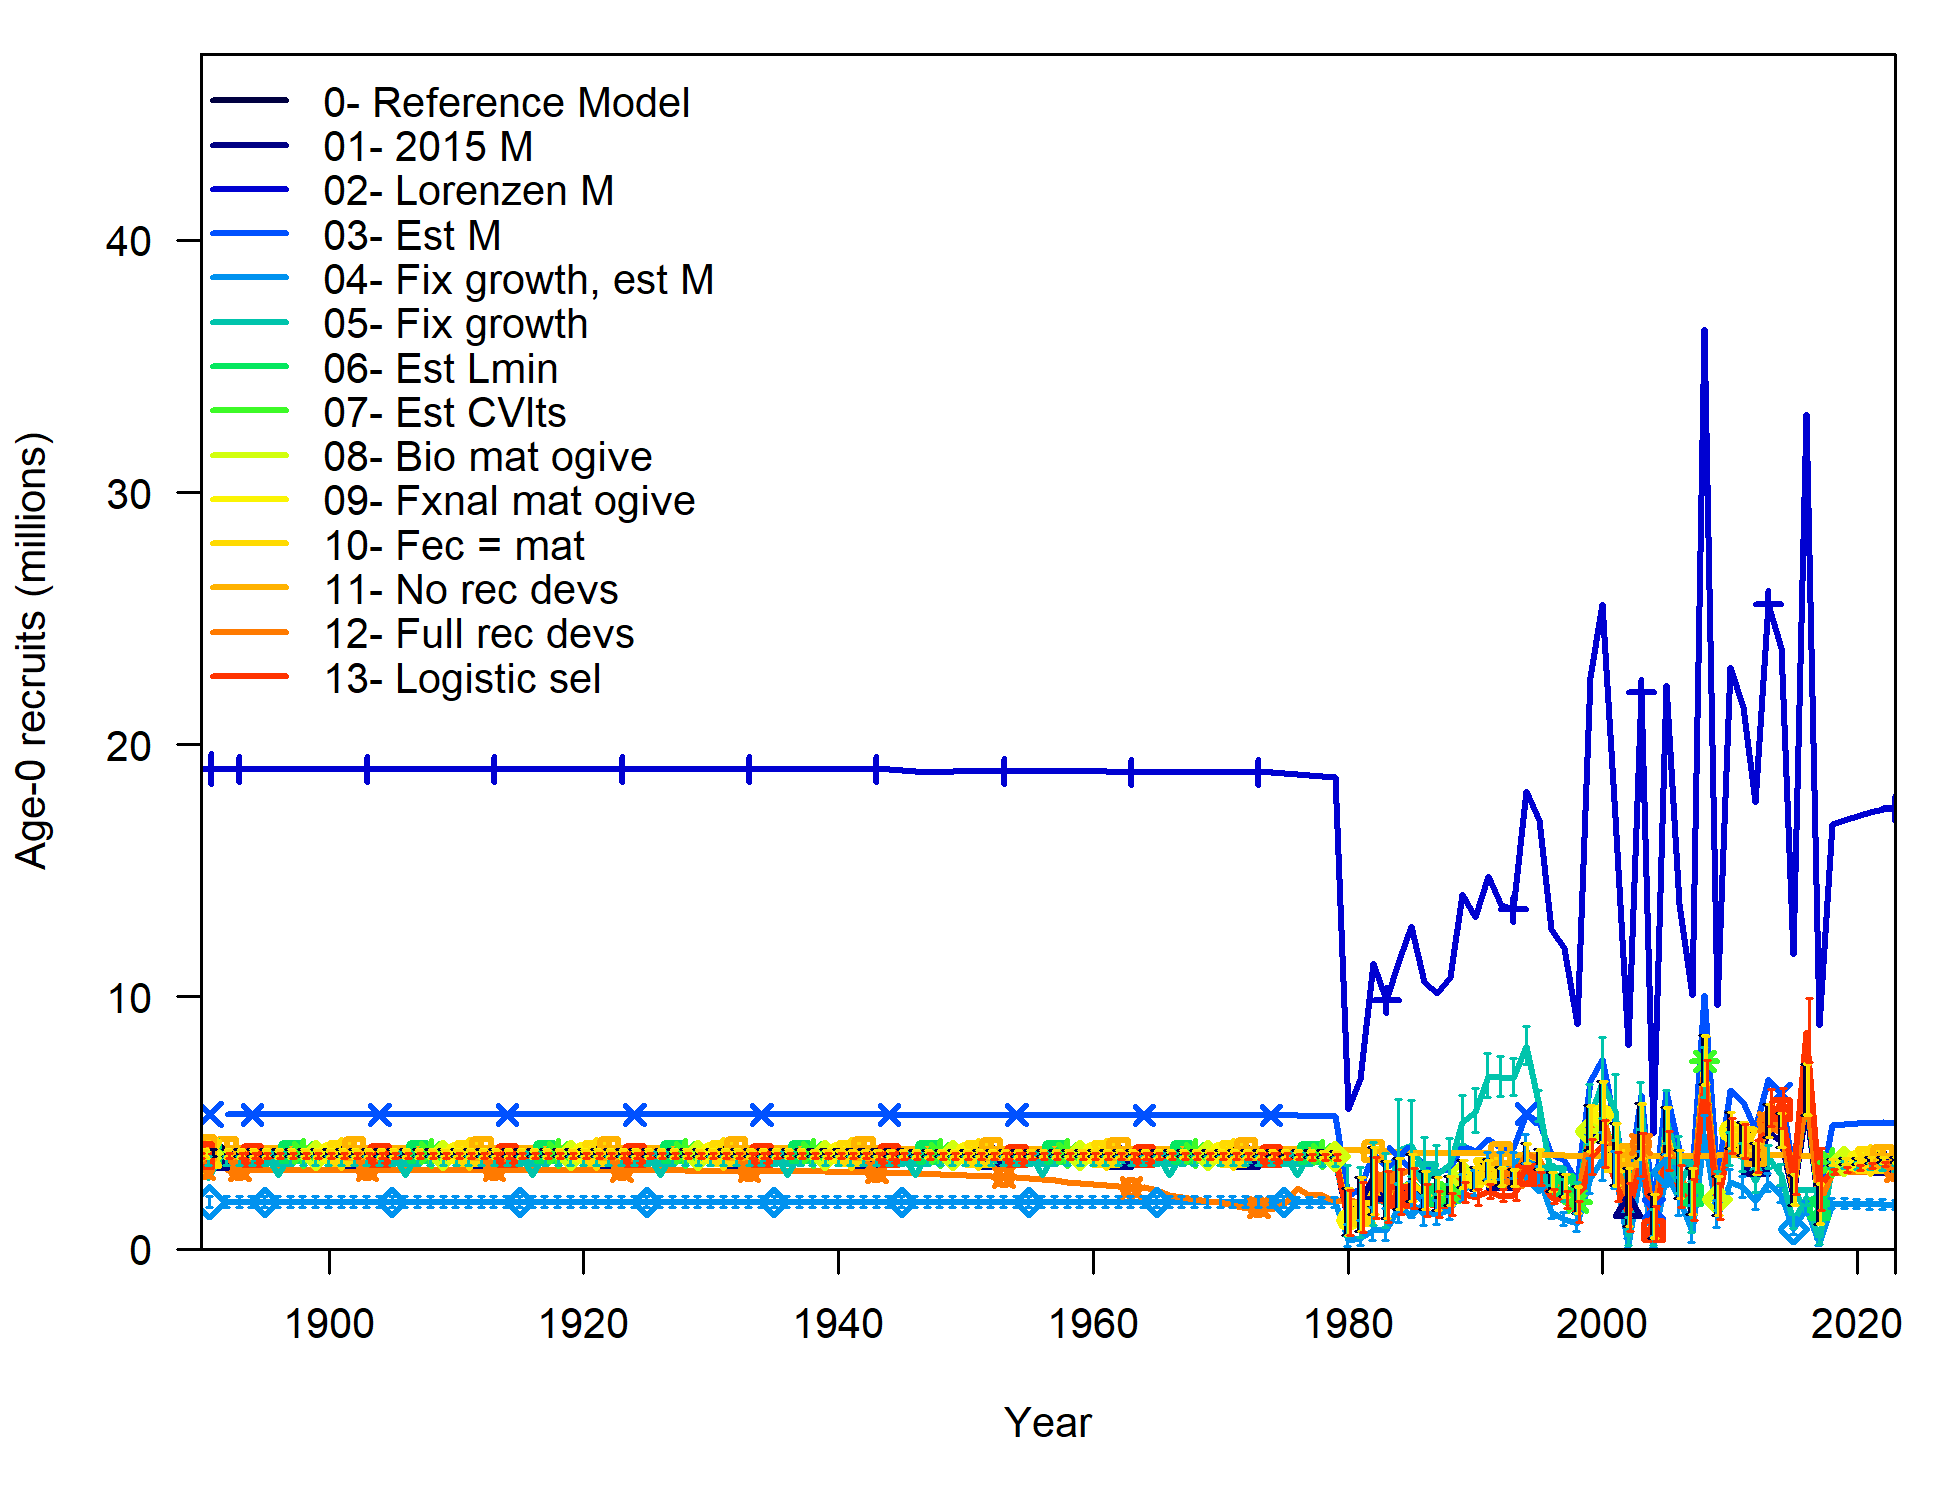 0- Reference Model
01- 2015 M
02- Lorenzen M
03- Est M
04- Fix growth, est M
05- Fix growth
06- Est Lmin
07- Est CVlts
08- Bio mat ogive
09- Fxnal mat ogive
10- Fec = mat
11- No rec devs
12- Full rec devs
13- Logistic sel
Age-0 recruits (millions)
40
30
20
10
0
1900 1920 1940 1960 1980 2000 2020
Year